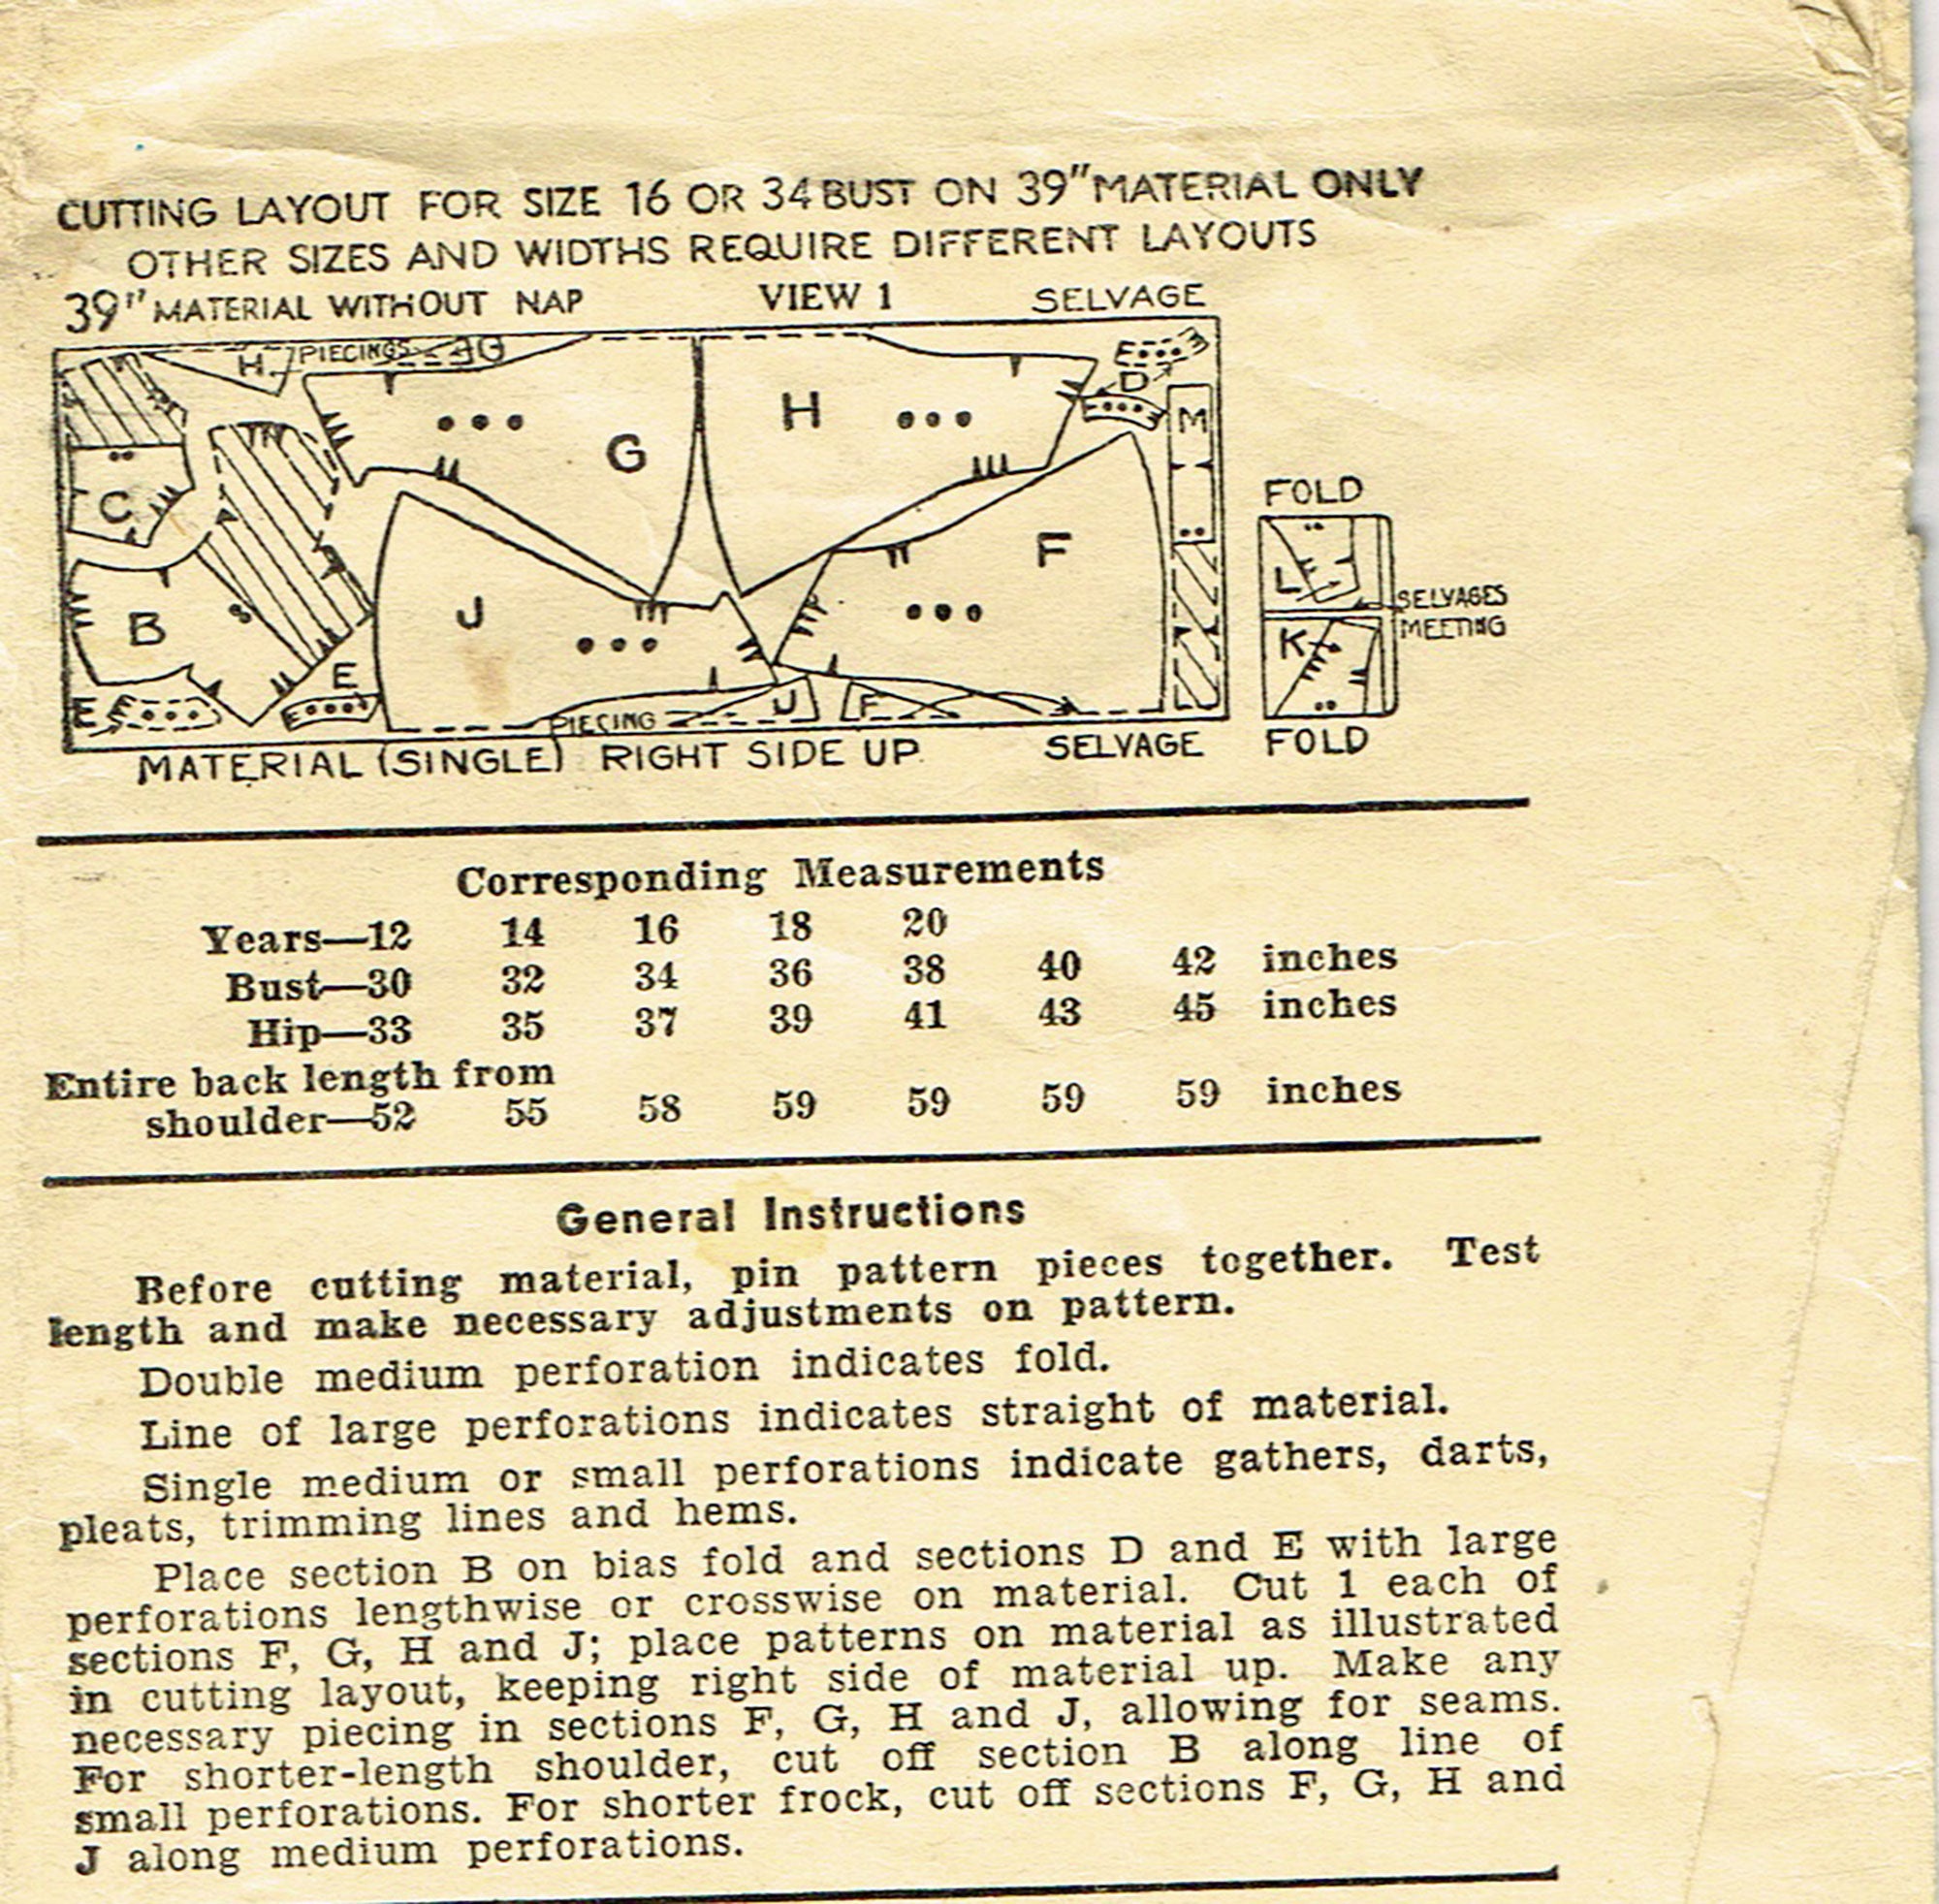 CUTTING LAYOUT FOR SIZE 16 OR 34 BUST ON 39" MATERIAL ONLY
OTHER SIZES AND WIDTHS REQUIRE DIFFERENT LAYOUTS
39" MATERIAL WITHOUT NAP VIEW 1 SELVAGE
H PIECINGS G
E
D
G
H
M
C
FOLD
F
L
SELVAGES
MEETING
J
B
K
E
E
PIECING J F
MATERIAL (SINGLE) RIGHT SIDE UP SELVAGE FOLD
Corresponding Measurements
Years—12 14 16 18 20
Bust—30 32 34 36 38 40 42 inches
Hip—33 35 37 39 41 43 45 inches
Entire back length from
shoulder—52 55 58 59 59 59 59 inches
General Instructions
Before cutting material, pin pattern pieces together. Test
length and make necessary adjustments on pattern.
Double medium perforation indicates fold.
Line of large perforations indicates straight of material.
Single medium or small perforations indicate gathers, darts,
pleats, trimming lines and hems.
Place section B on bias fold and sections D and E with large
perforations lengthwise or crosswise on material. Cut 1 each of
sections F, G, H and J; place patterns on material as illustrated
in cutting layout, keeping right side of material up. Make any
necessary piecing in sections F, G, H and J, allowing for seams.
For shorter-length shoulder, cut off section B along line of
small perforations. For shorter frock, cut off sections F, G, H and
J along medium perforations.